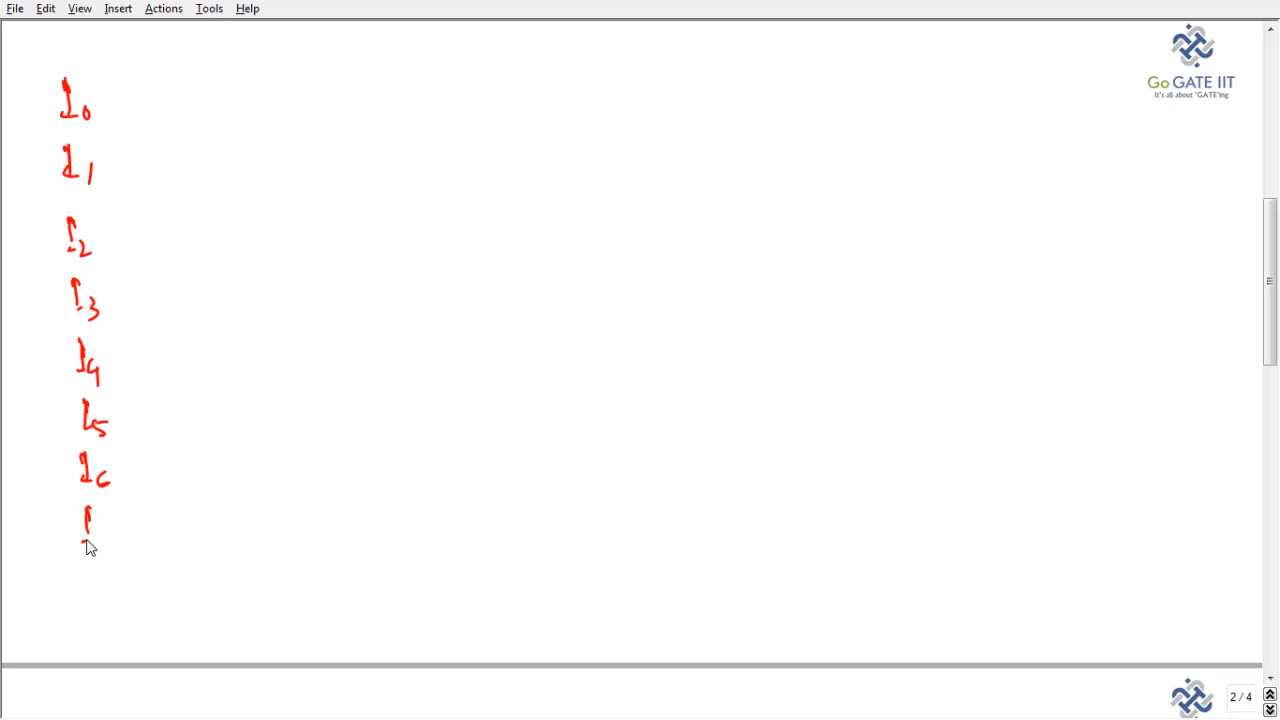 File Edit View Insert Actions Tools Help
Go GATE IIT
It's all about "GATE'ing
I0
I1
I2
I3
I4
I5
I6
I
2 / 4